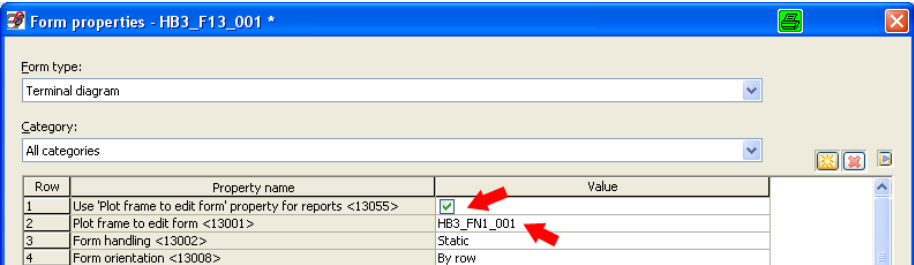 Form properties - HB3_F13_001 *
Form type:
Terminal diagram
Category:
All categories
Row Property name Value
1 Use 'Plot frame to edit form' property for reports <13055>
2 Plot frame to edit form <13001> HB3_FN1_001
3 Form handling <13002> Static
4 Form orientation <13008> By row